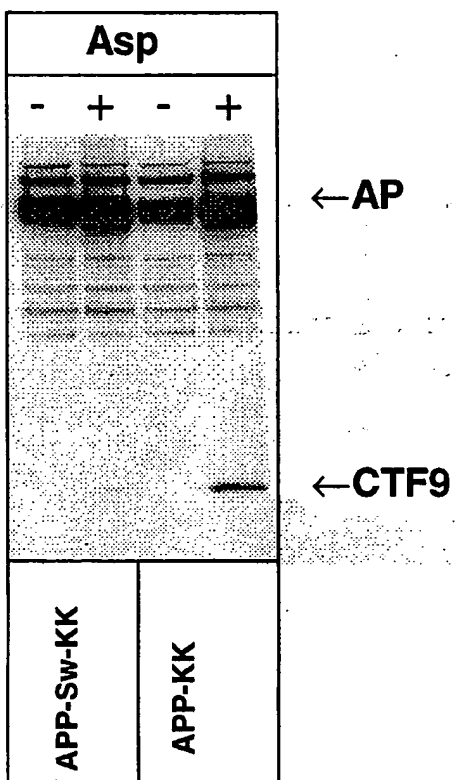 Asp
- + - +
←AP
←CTF9
APP-Sw-KK
APP-KK